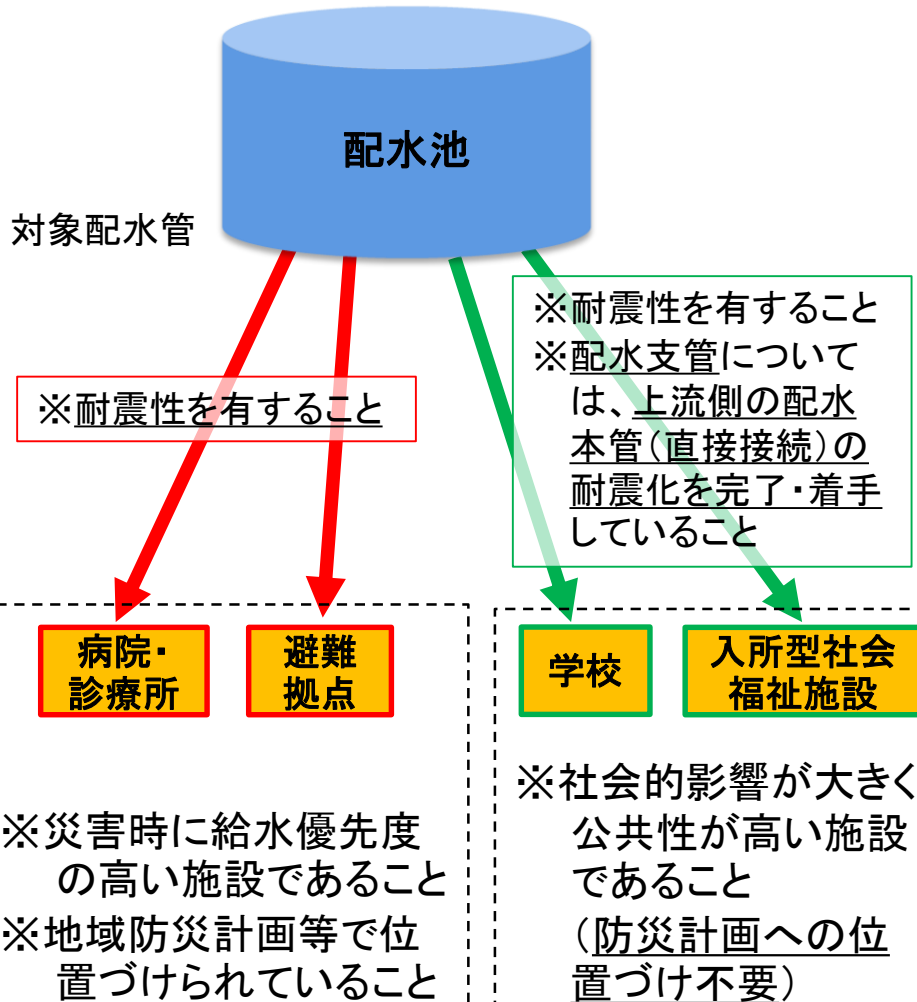 配水池
対象配水管
※耐震性を有すること
※耐震性を有すること
※配水支管について
は、上流側の配水
本管(直接接続)の
耐震化を完了・着手
していること
病院・
診療所
避難
拠点
学校
入所型社会
福祉施設
※災害時に給水優先度
の高い施設であること
※地域防災計画等で位
置づけられていること
※社会的影響が大きく
公共性が高い施設
であること
(防災計画への位
置づけ不要)